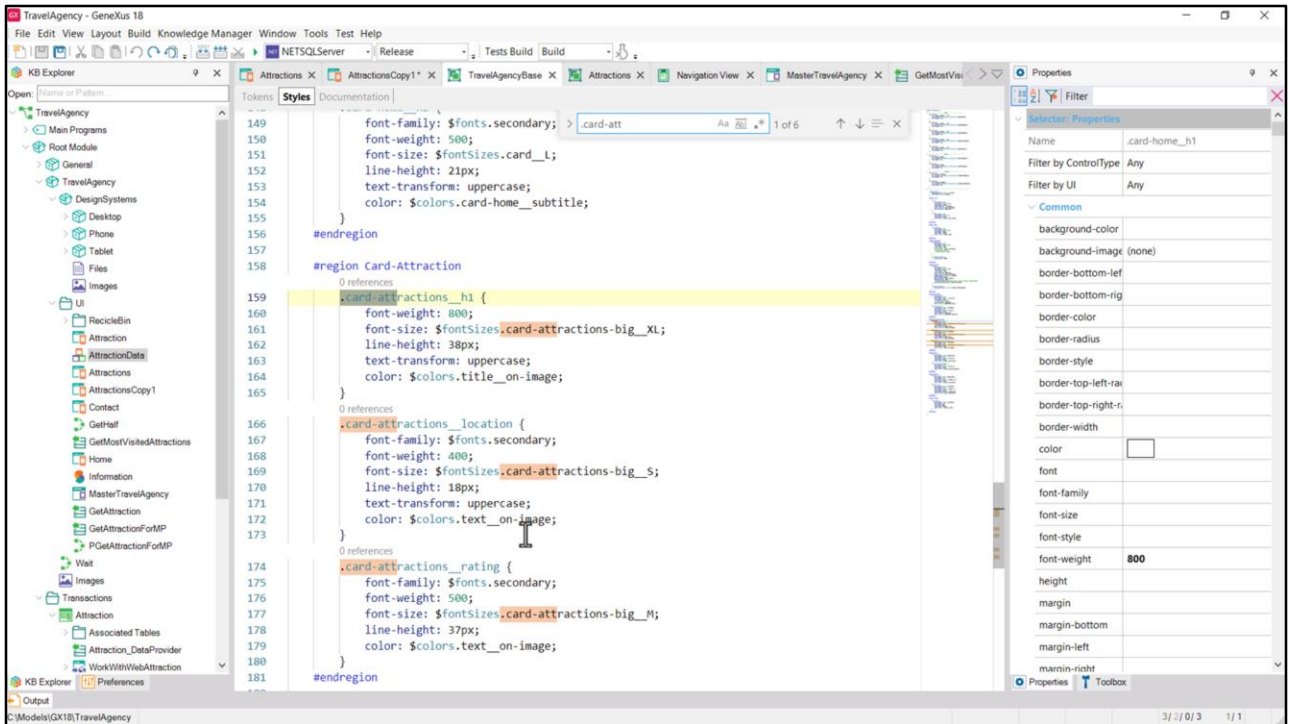 TravelAgency - GeneXus 18
File Edit View Layout Build Knowledge Manager Window Tools Test Help
NETSQLServer Release Tests Build Build
KB Explorer
Open: Name or Pattern...
TravelAgency
Main Programs
Root Module
General
TravelAgency
DesignSystems
Desktop
Phone
Tablet
Files
Images
UI
RecicleBin
Attraction
AttractionData
Attractions
AttractionsCopy1
Contact
GetHalf
GetMostVisitedAttractions
Home
Information
MasterTravelAgency
GetAttraction
GetAttractionForMP
PGetAttractionForMP
Wait
Images
Transactions
Attraction
Associated Tables
Attraction_DataProvider
WorkWithWebAttraction
KB Explorer Preferences
Attractions AttractionsCopy1 * TravelAgencyBase Attractions Navigation View MasterTravelAgency GetMostVisi
Tokens Styles Documentation
.card-att Aa ab .* 1 of 6
149 font-family: $fonts.secondary;
150 font-weight: 500;
151 font-size: $fontSizes.card__L;
152 line-height: 21px;
153 text-transform: uppercase;
154 color: $colors.card-home__subtitle;
155 }
156 #endregion
157
158 #region Card-Attraction
0 references
159 .card-attractions__h1 {
160 font-weight: 800;
161 font-size: $fontSizes.card-attractions-big__XL;
162 line-height: 38px;
163 text-transform: uppercase;
164 color: $colors.title__on-image;
165 }
0 references
166 .card-attractions__location {
167 font-family: $fonts.secondary;
168 font-weight: 400;
169 font-size: $fontSizes.card-attractions-big__S;
170 line-height: 18px;
171 text-transform: uppercase;
172 color: $colors.text__on-image;
173 }
0 references
174 .card-attractions__rating {
175 font-family: $fonts.secondary;
176 font-weight: 500;
177 font-size: $fontSizes.card-attractions-big__M;
178 line-height: 37px;
179 color: $colors.text__on-image;
180 }
181 #endregion
Properties
Filter
Selector: Properties
Name .card-home__h1
Filter by ControlType Any
Filter by UI Any
Common
background-color
background-image (none)
border-bottom-lef
border-bottom-rig
border-color
border-radius
border-style
border-top-left-rad
border-top-right-r
border-width
color
font
font-family
font-size
font-style
font-weight 800
height
margin
margin-bottom
margin-left
margin-right
Properties Toolbox
Output
C:\Models\GX18\TravelAgency 3/2/0/3 1/1